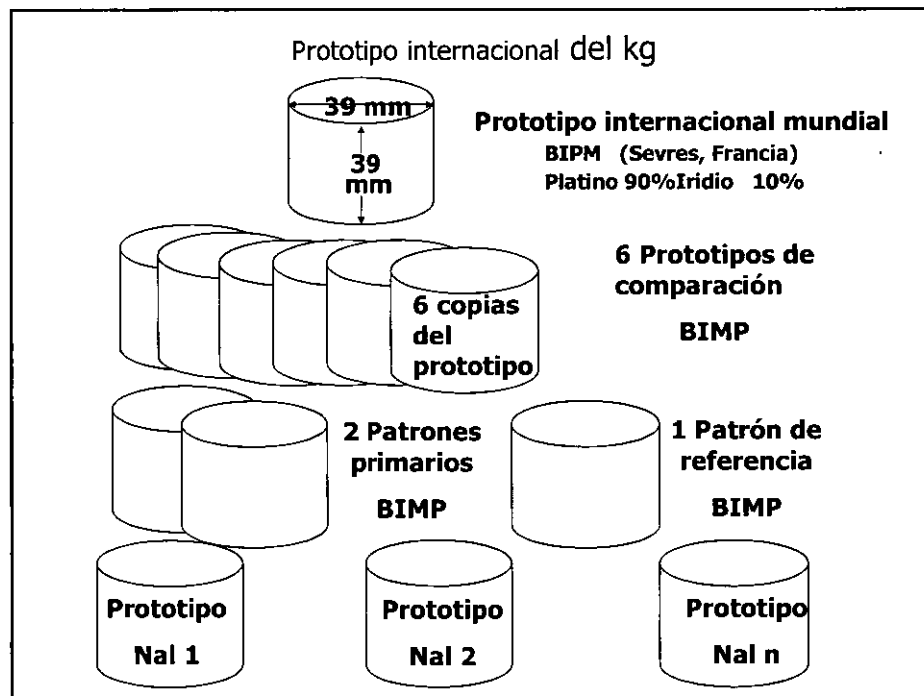 Prototipo internacional del kg
39 mm
39
mm
Prototipo internacional mundial
BIPM (Sevres, Francia)
Platino 90%Iridio 10%
6 copias
del
prototipo
6 Prototipos de
comparación
BIMP
2 Patrones
primarios
BIMP
1 Patrón de
referencia
BIMP
Prototipo
Nal 1
Prototipo
Nal 2
Prototipo
Nal n